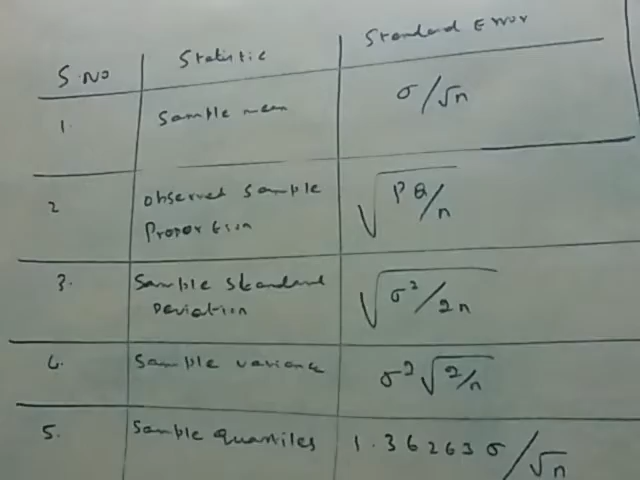 S.No Statistic Standard Error
1. Sample mean σ/√n
2 Observed Sample Proportion √PQ/n
3. Sample Standard Deviation √σ²/2n
4. Sample variance σ²√2/n
5. Sample quantiles 1.36263σ/√n